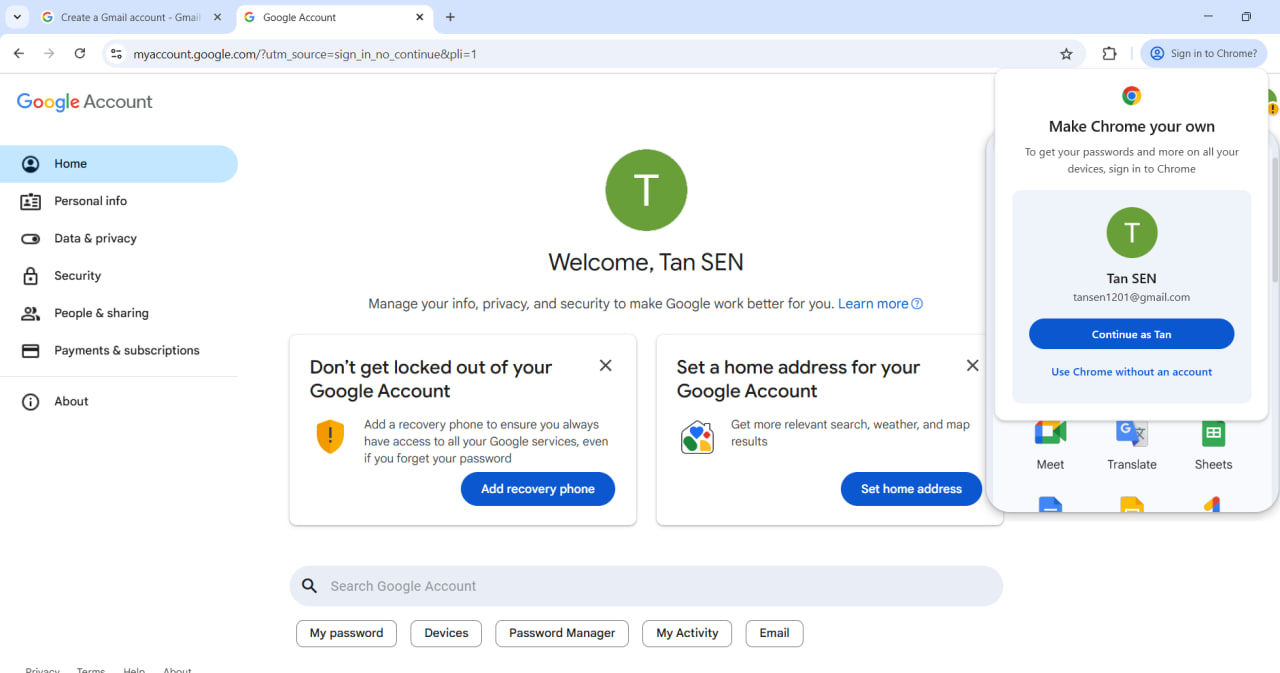 Create a Gmail account - Gmail
Google Account
myaccount.google.com/?utm_source=sign_in_no_continue&pli=1
Sign in to Chrome?
Google Account
Home
Personal info
Data & privacy
Security
People & sharing
Payments & subscriptions
About
T
Welcome, Tan SEN
Manage your info, privacy, and security to make Google work better for you. Learn more
Don't get locked out of your
Google Account
Add a recovery phone to ensure you always
have access to all your Google services, even
if you forget your password
Add recovery phone
Set a home address for your
Google Account
Get more relevant search, weather, and map
results
Set home address
Search Google Account
My password
Devices
Password Manager
My Activity
Email
Make Chrome your own
To get your passwords and more on all your
devices, sign in to Chrome
T
Tan SEN
tansen1201@gmail.com
Continue as Tan
Use Chrome without an account
Meet
Translate
Sheets
Privacy Terms Help About